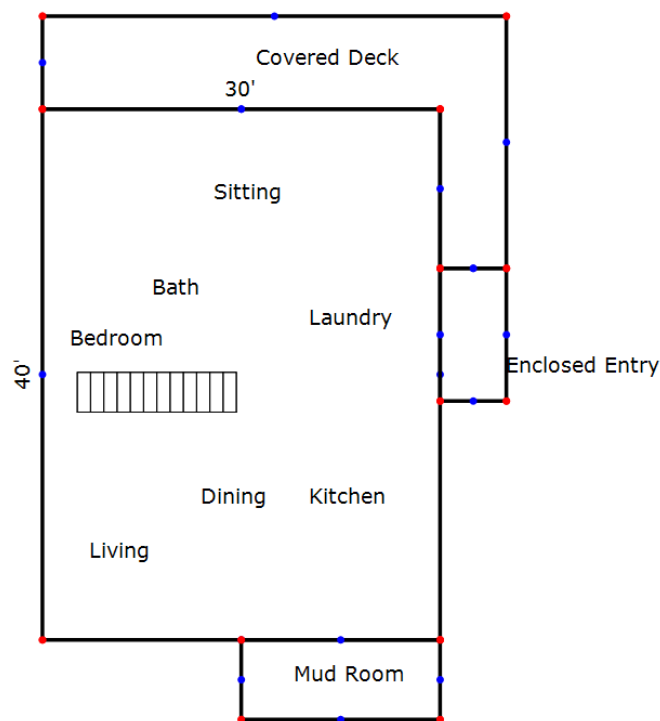 Covered Deck
30'
Sitting
Bath
Laundry
Bedroom
Enclosed Entry
40'
Dining
Kitchen
Living
Mud Room